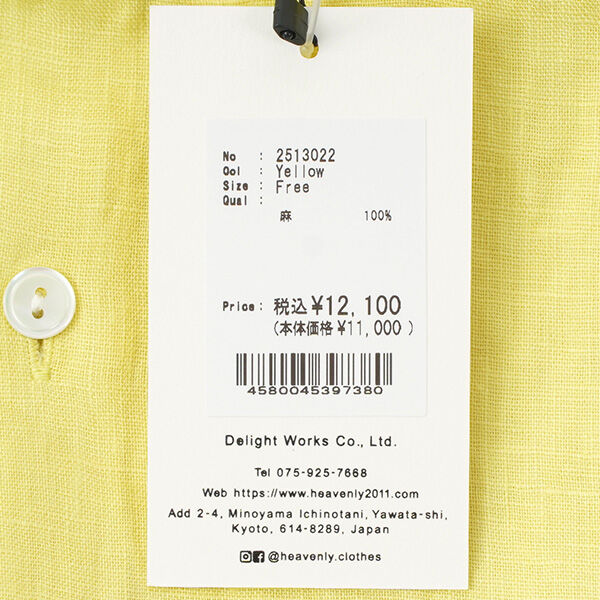 No : 2513022
Col : Yellow
Size : Free
Qual :
麻 100%
Price : 税込 ¥12,100
(本体価格 ¥11,000 )
4580045397380
Delight Works Co., Ltd.
Tel 075-925-7668
Web https://www.heavenly2011.com
Add 2-4, Minoyama Ichinotani, Yawata-shi,
Kyoto, 614-8289, Japan
@heavenly.clothes